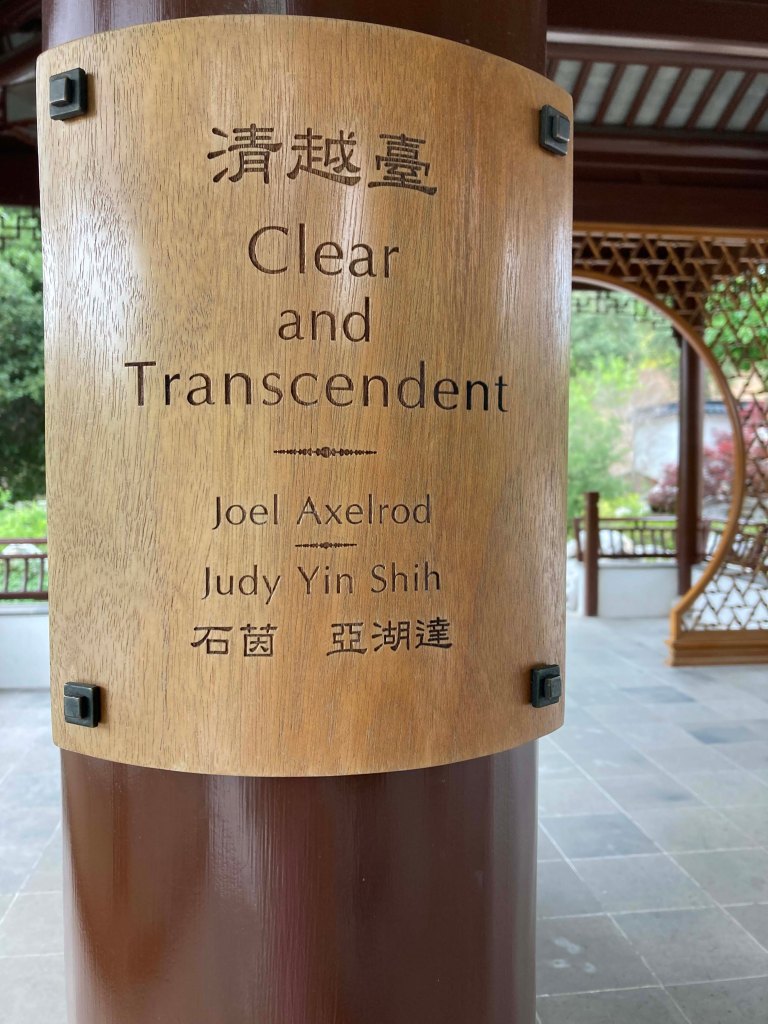 清越臺
Clear
and
Transcendent
Joel Axelrod
Judy Yin Shih
石茵 亞湖達